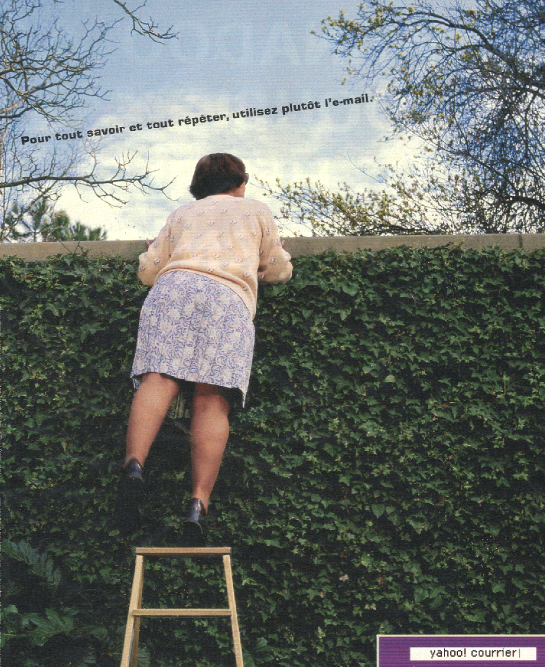 Pour tout savoir et tout répéter, utilisez plutôt l'e-mail.
yahoo! courrier